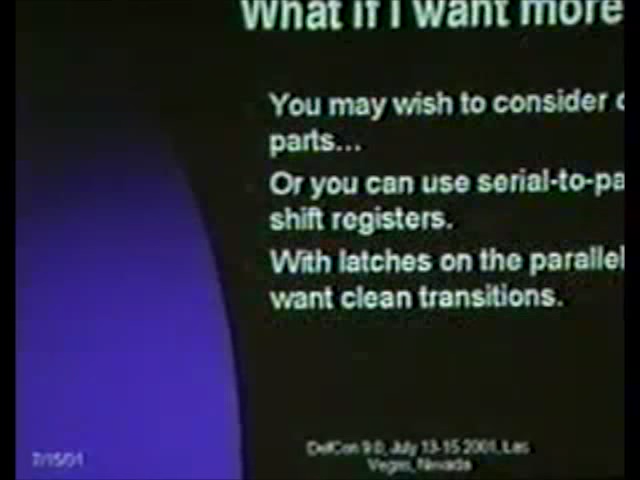 What if I want more
You may wish to consider
parts...
Or you can use serial-to-pa
shift registers.
With latches on the parallel
want clean transitions.
7/15/01
DefCon 9.0, July 13-15 2001, Las
Vegas, Nevada